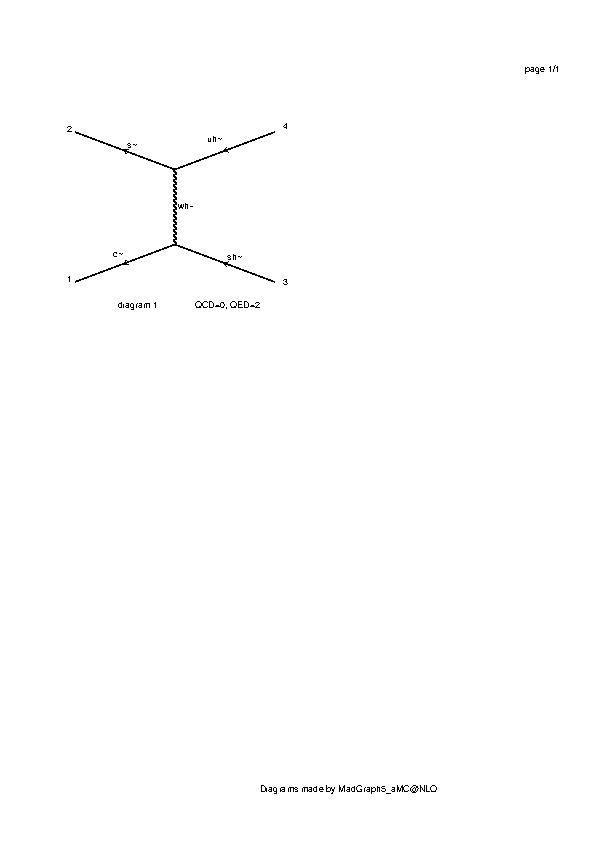 page 1/1
2
4
s~
uh~
wh~
c~
sh~
1
3
diagram 1 QCD=0, QED=2
Diagrams made by MadGraph5_aMC@NLO